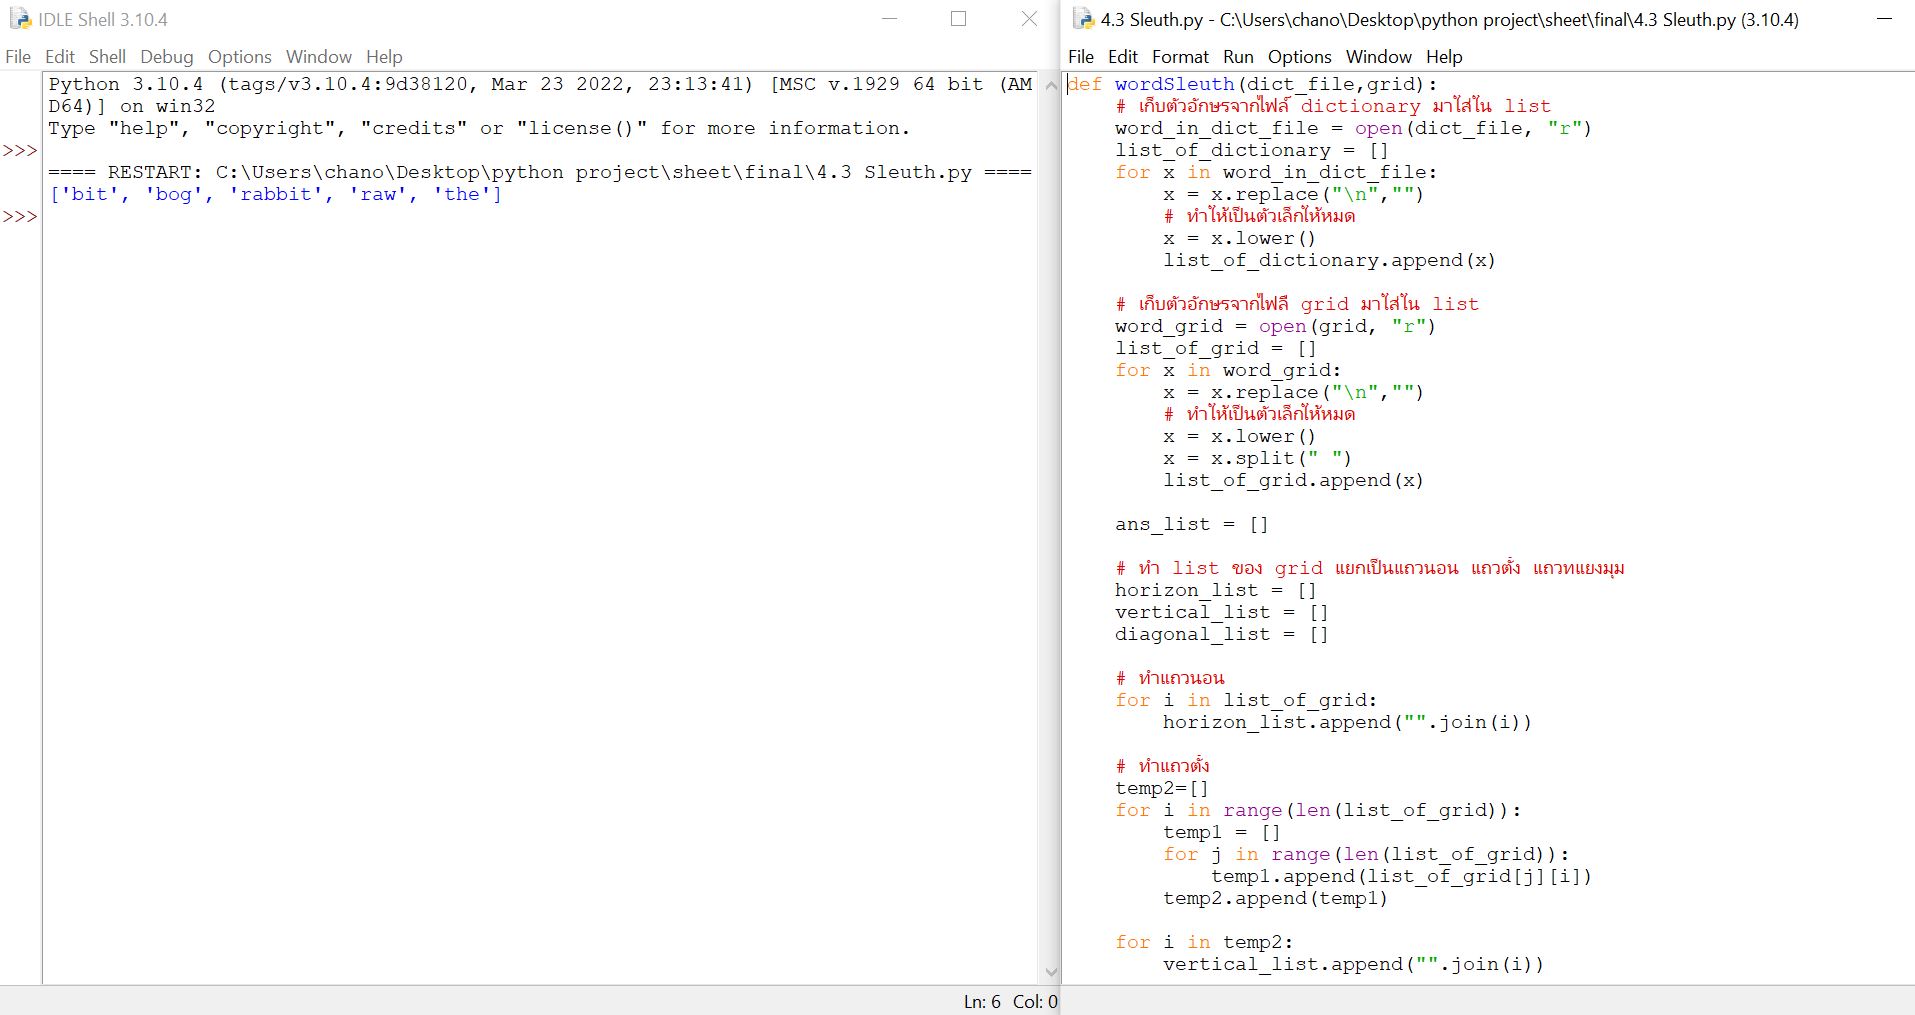 IDLE Shell 3.10.4
File Edit Shell Debug Options Window Help
Python 3.10.4 (tags/v3.10.4:9d38120, Mar 23 2022, 23:13:41) [MSC v.1929 64 bit (AM
D64)] on win32
Type "help", "copyright", "credits" or "license()" for more information.
>>>
==== RESTART: C:\Users\chano\Desktop\python project\sheet\final\4.3 Sleuth.py ====
['bit', 'bog', 'rabbit', 'raw', 'the']
>>>
Ln: 6 Col: 0
4.3 Sleuth.py - C:\Users\chano\Desktop\python project\sheet\final\4.3 Sleuth.py (3.10.4)
File Edit Format Run Options Window Help
def wordSleuth(dict_file,grid):
    # เก็บตัวอักษรจากไฟล์ dictionary มาใส่ใน list
    word_in_dict_file = open(dict_file, "r")
    list_of_dictionary = []
    for x in word_in_dict_file:
        x = x.replace("\n","")
        # ทำให้เป็นตัวเล็กให้หมด
        x = x.lower()
        list_of_dictionary.append(x)
    # เก็บตัวอักษรจากไฟลื grid มาใส่ใน list
    word_grid = open(grid, "r")
    list_of_grid = []
    for x in word_grid:
        x = x.replace("\n","")
        # ทำให้เป็นตัวเล็กให้หมด
        x = x.lower()
        x = x.split(" ")
        list_of_grid.append(x)
    ans_list = []
    # ทำ list ของ grid แยกเป็นแถวนอน แถวตั้ง แถวทแยงมุม
    horizon_list = []
    vertical_list = []
    diagonal_list = []
    # ทำแถวนอน
    for i in list_of_grid:
        horizon_list.append("".join(i))
    # ทำแถวตั้ง
    temp2=[]
    for i in range(len(list_of_grid)):
        temp1 = []
        for j in range(len(list_of_grid)):
            temp1.append(list_of_grid[j][i])
        temp2.append(temp1)
    for i in temp2:
        vertical_list.append("".join(i))